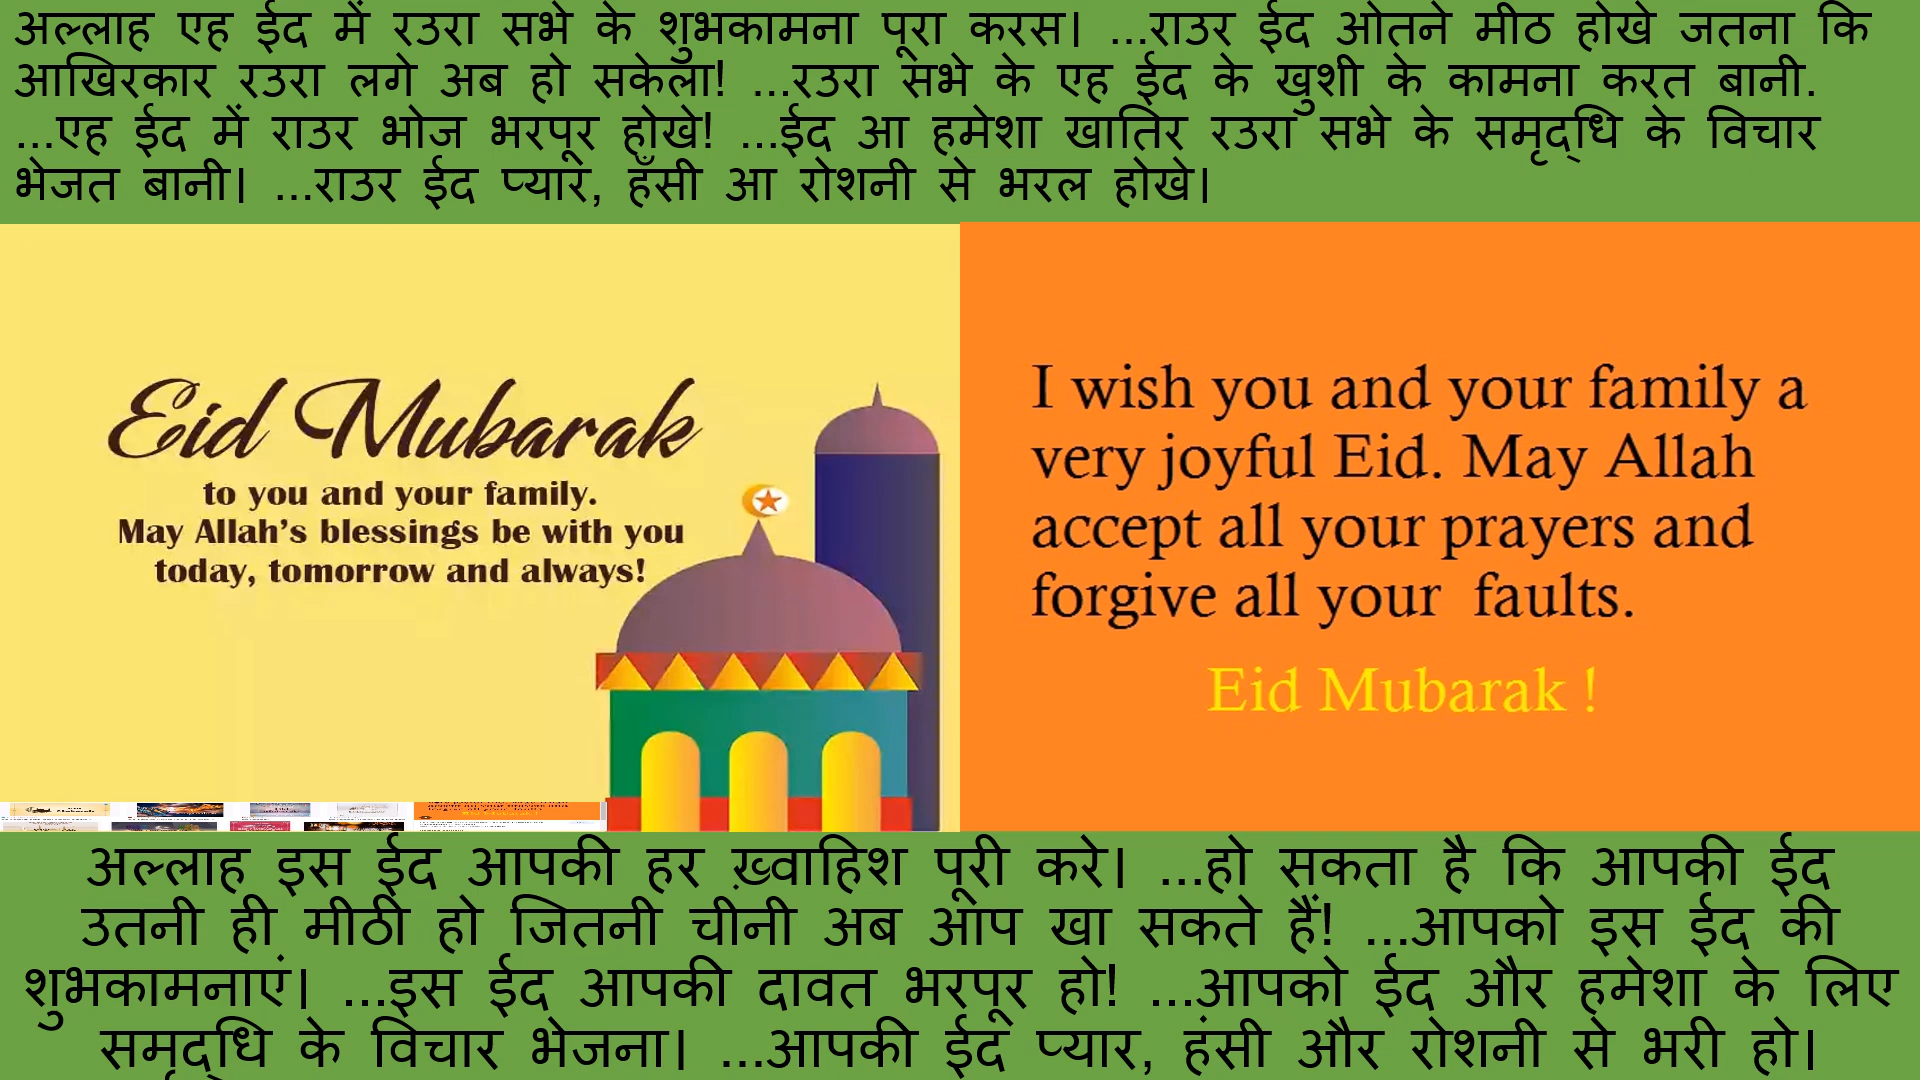 अल्लाह एह ईद में रउरा सभे के शुभकामना पूरा करस। ...राउर ईद ओतने मीठ होखे जतना कि
आखिरकार रउरा लगे अब हो सकेला! ...रउरा सभे के एह ईद के खुशी के कामना करत बानी.
...एह ईद में राउर भोज भरपूर होखे! ...ईद आ हमेशा खातिर रउरा सभे के समृद्धि के विचार
भेजत बानी। ...राउर ईद प्यार, हँसी आ रोशनी से भरल होखे।
Eid Mubarak
to you and your family.
May Allah's blessings be with you
today, tomorrow and always!
I wish you and your family a
very joyful Eid. May Allah
accept all your prayers and
forgive all your faults.
Eid Mubarak !
अल्लाह इस ईद आपकी हर ख़्वाहिश पूरी करे। ...हो सकता है कि आपकी ईद
उतनी ही मीठी हो जितनी चीनी अब आप खा सकते हैं! ...आपको इस ईद की
शुभकामनाएं। ...इस ईद आपकी दावत भरपूर हो! ...आपको ईद और हमेशा के लिए
समृद्धि के विचार भेजना। ...आपकी ईद प्यार, हंसी और रोशनी से भरी हो।